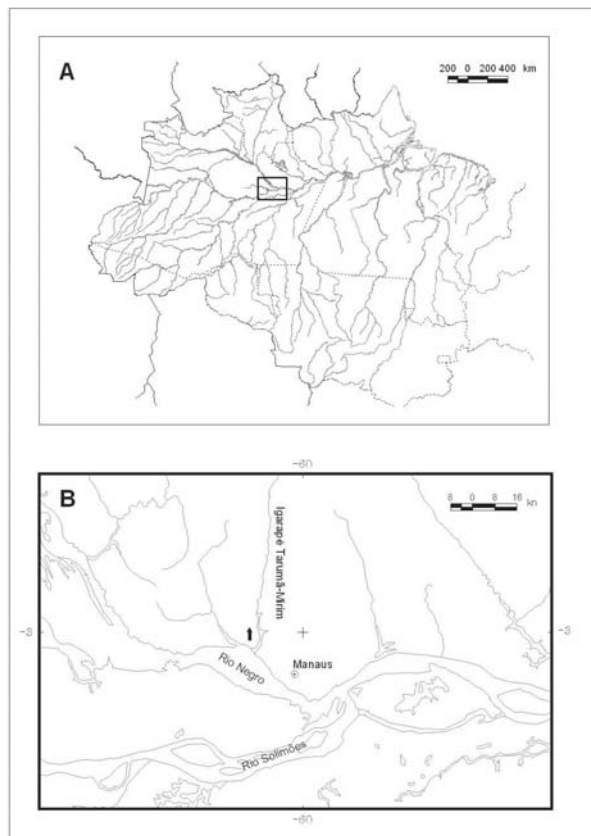 A
200 0 200 400 km
-60
B
8 0 8 16 kn
Igarapé Tarumã-Mirim
-3
-3
Manaus
Rio Negro
Rio Solimões
-60